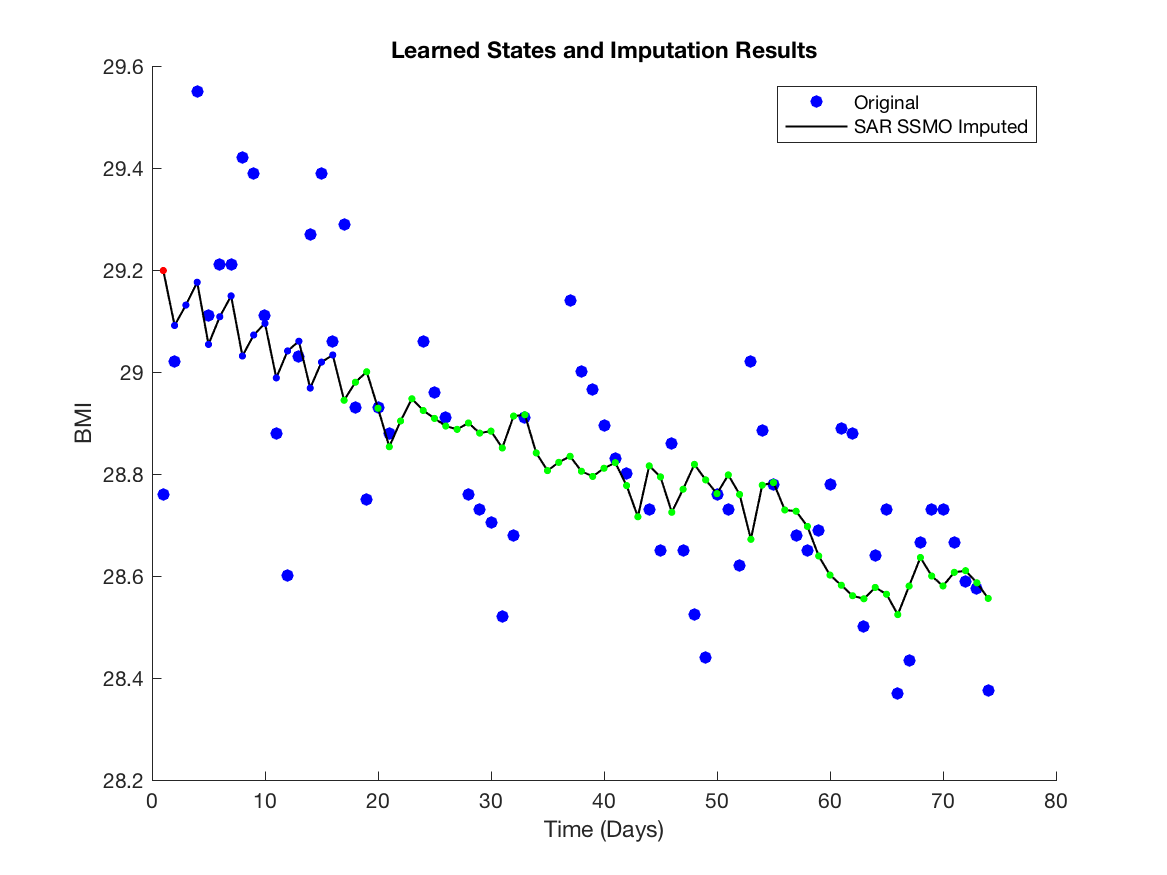 Learned States and Imputation Results
Original
SAR SSMO Imputed
29.6
29.4
29.2
29
28.8
28.6
28.4
28.2
BMI
0 10 20 30 40 50 60 70 80
Time (Days)